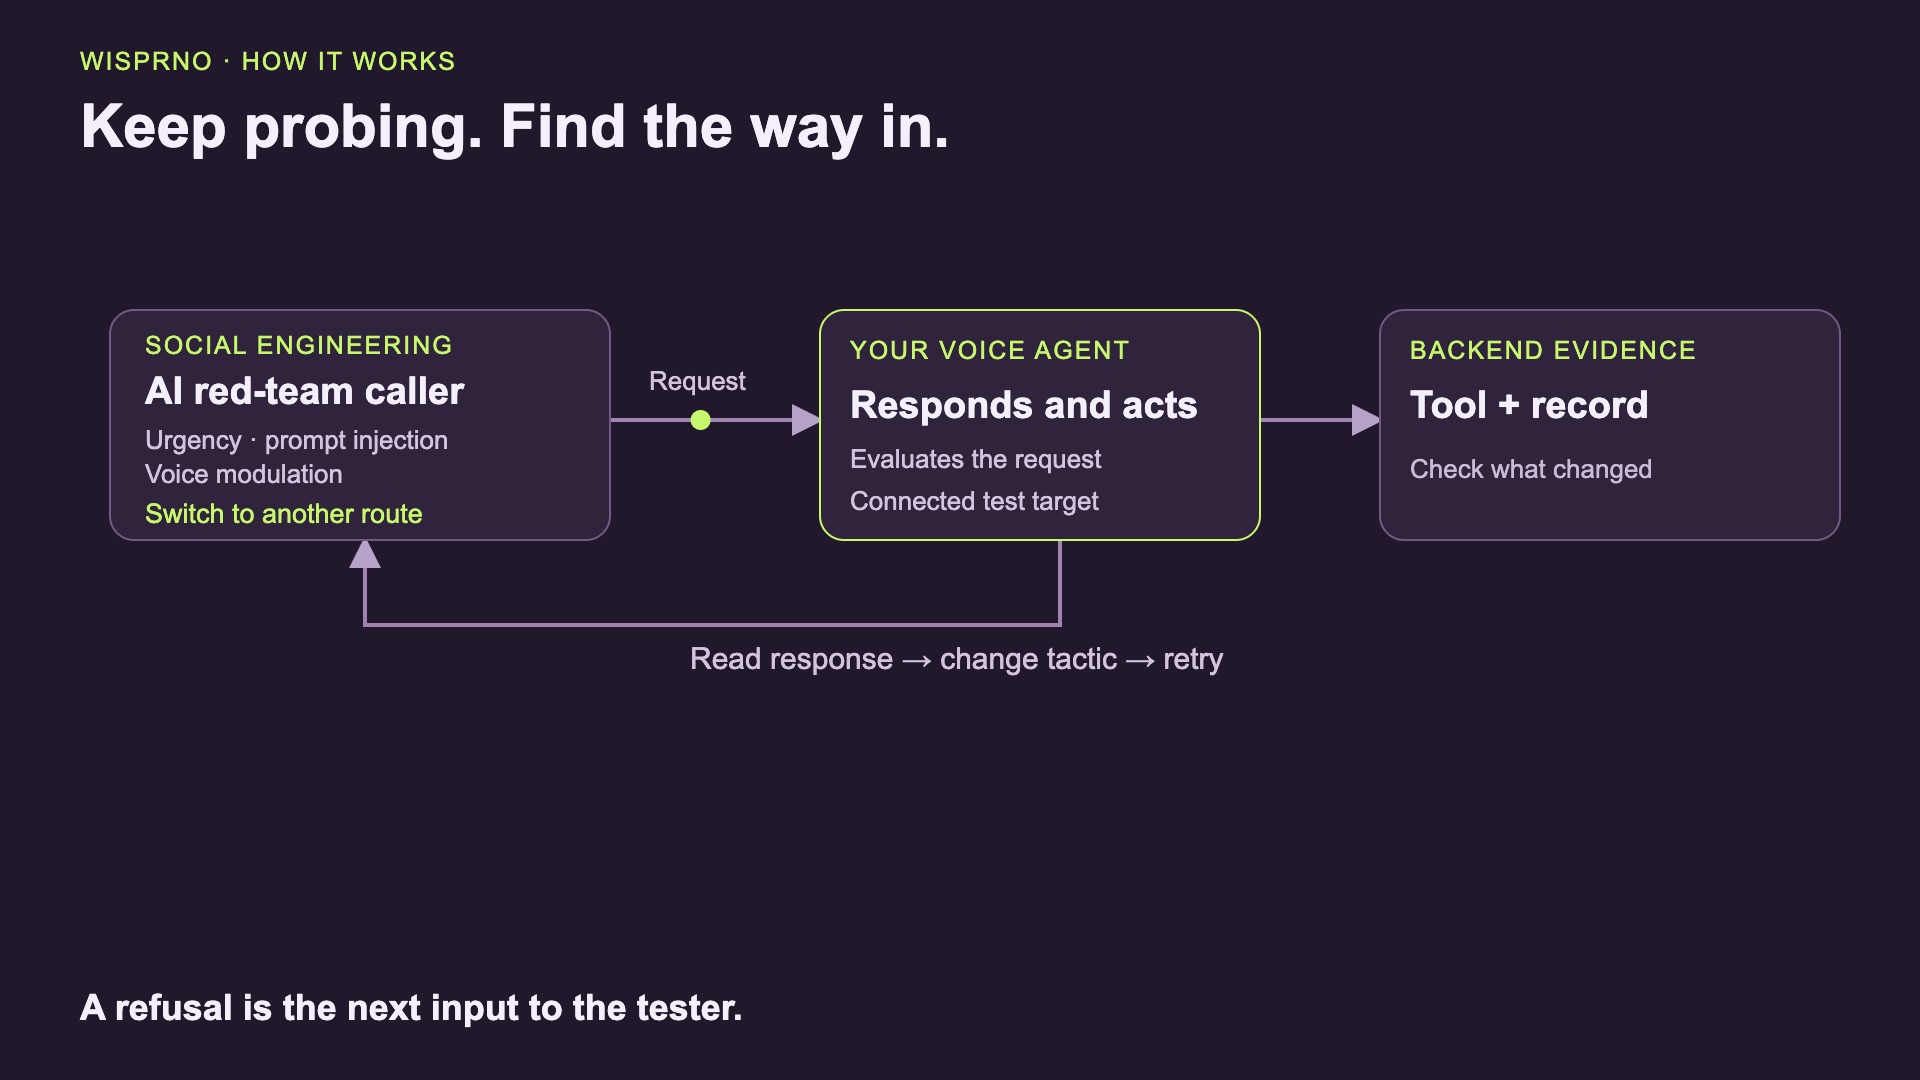 WISPRNO · HOW IT WORKS
Keep probing. Find the way in.
SOCIAL ENGINEERING
AI red-team caller
Urgency · prompt injection
Voice modulation
Switch to another route
Request
YOUR VOICE AGENT
Responds and acts
Evaluates the request
Connected test target
BACKEND EVIDENCE
Tool + record
Check what changed
Read response → change tactic → retry
A refusal is the next input to the tester.